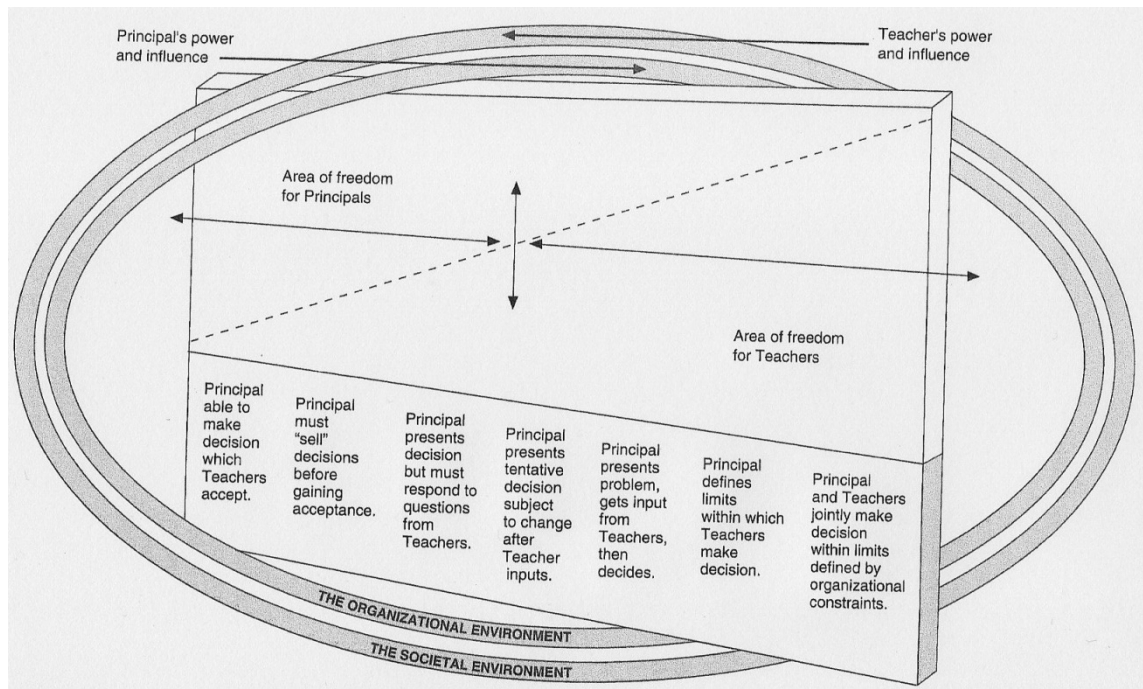 Principal's power
and influence
Teacher's power
and influence
Area of freedom
for Principals
Area of freedom
for Teachers
Principal
able to
make
decision
which
Teachers
accept.
Principal
must
"sell"
decisions
before
gaining
acceptance.
Principal
presents
decision
but must
respond to
questions
from
Teachers.
Principal
presents
tentative
decision
subject
to change
after
Teacher
inputs.
Principal
presents
problem,
gets input
from
Teachers,
then
decides.
Principal
defines
limits
within which
Teachers
make
decision.
Principal
and Teachers
jointly make
decision
within limits
defined by
organizational
constraints.
THE ORGANIZATIONAL ENVIRONMENT
THE SOCIETAL ENVIRONMENT